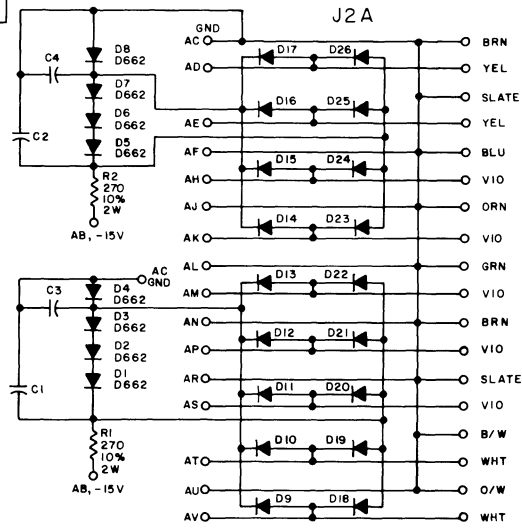 J2A
GND
AC
BRN
D8
D662
D17
D26
AD
YEL
C4
D7
D662
SLATE
D6
D662
D16
D25
C2
AE
YEL
D5
D662
AF
BLU
D15
D24
R2
270
10%
2W
AH
VIO
AJ
ORN
D14
D23
AB, -15V
AK
VIO
AL
GRN
AC
GND
D13
D22
C3
D4
D662
AM
VIO
D3
D662
AN
BRN
D12
D21
D2
D662
AP
VIO
C1
D1
D662
AR
SLATE
D11
D20
AS
VIO
R1
270
10%
2W
B/W
D10
D19
AT
WHT
AB, -15V
AU
O/W
D9
D18
AV
WHT